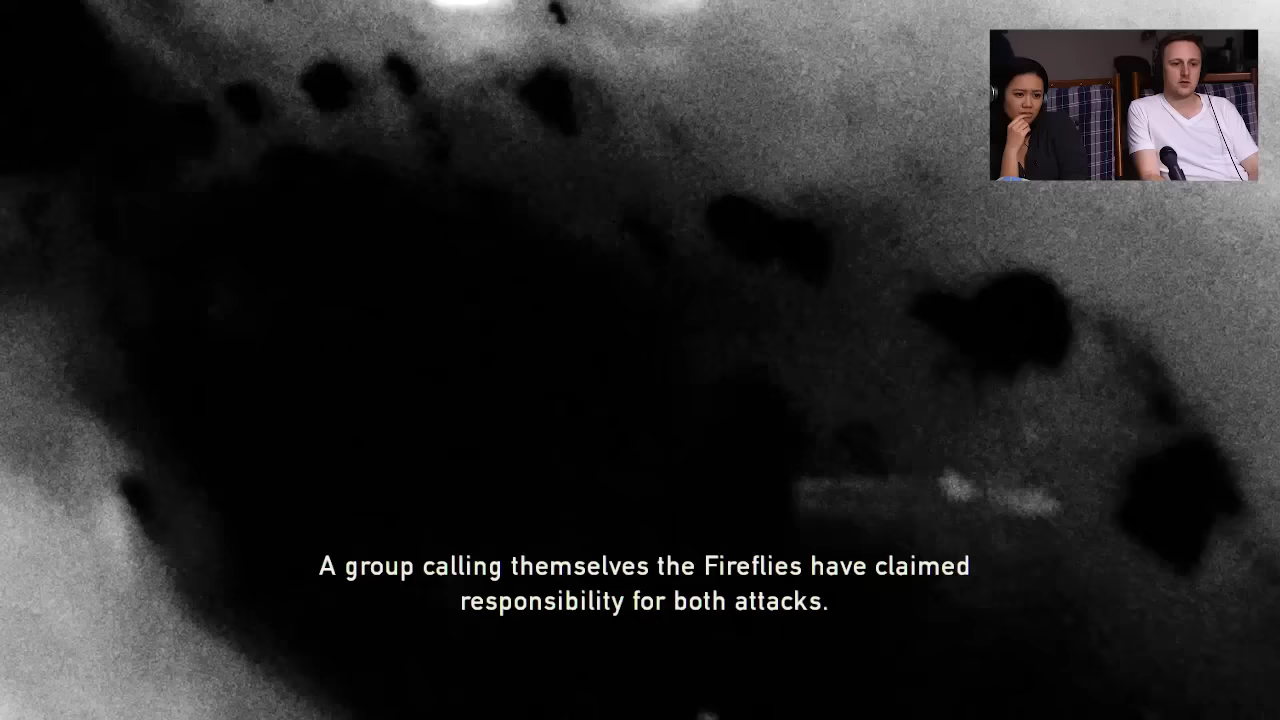 A group calling themselves the Fireflies have claimed
responsibility for both attacks.